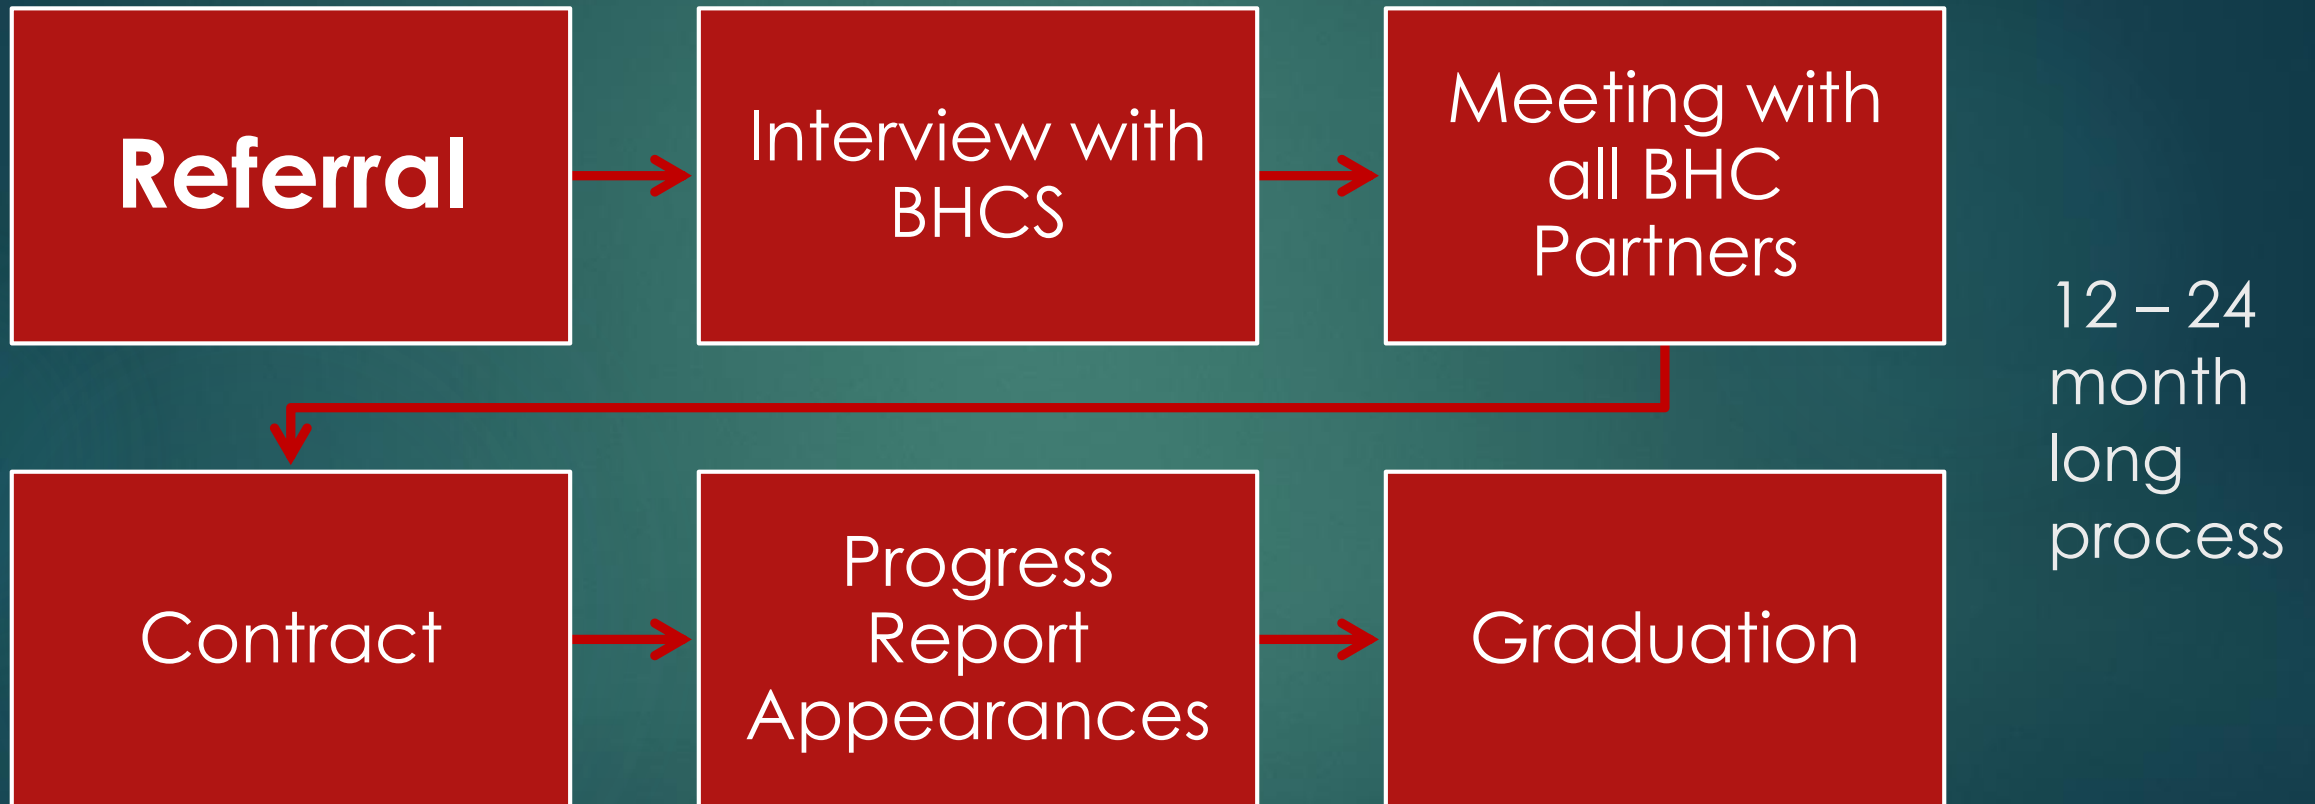 Referral
Interview with
BHCS
Meeting with
all BHC
Partners
Contract
Progress
Report
Appearances
Graduation
12 – 24
month
long
process